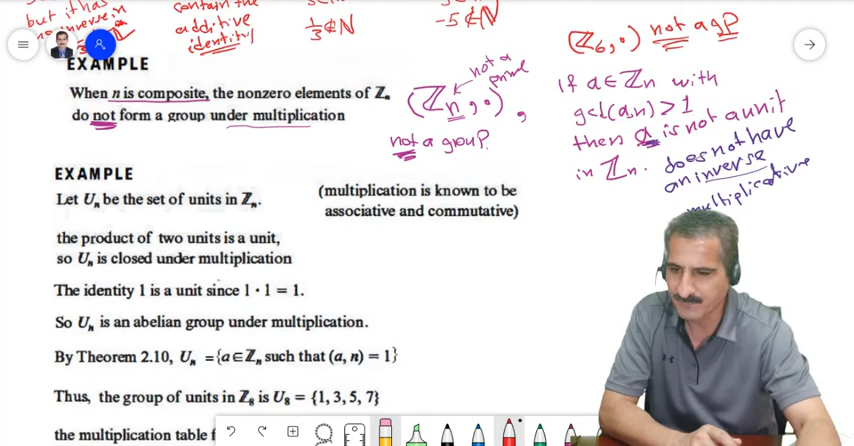 but it has
no inverse in
contain the
additive
identity
1/3 ∉ ℕ
-5 ∉ ℕ
(ℤ6, ·) not a gp
EXAMPLE
When n is composite, the nonzero elements of ℤn
do not form a group under multiplication
not a
prime
(ℤn, ·),
not a group.
If a ∈ ℤn with
gcd(a,n) > 1
then a is not a unit
in ℤn.
does not have
an inverse
multiplicative
EXAMPLE
Let Un be the set of units in ℤn.
(multiplication is known to be
associative and commutative)
the product of two units is a unit,
so Un is closed under multiplication
The identity 1 is a unit since 1 · 1 = 1.
So Un is an abelian group under multiplication.
By Theorem 2.10, Un = {a ∈ ℤn such that (a, n) = 1}
Thus, the group of units in ℤ8 is U8 = {1, 3, 5, 7}
the multiplication table